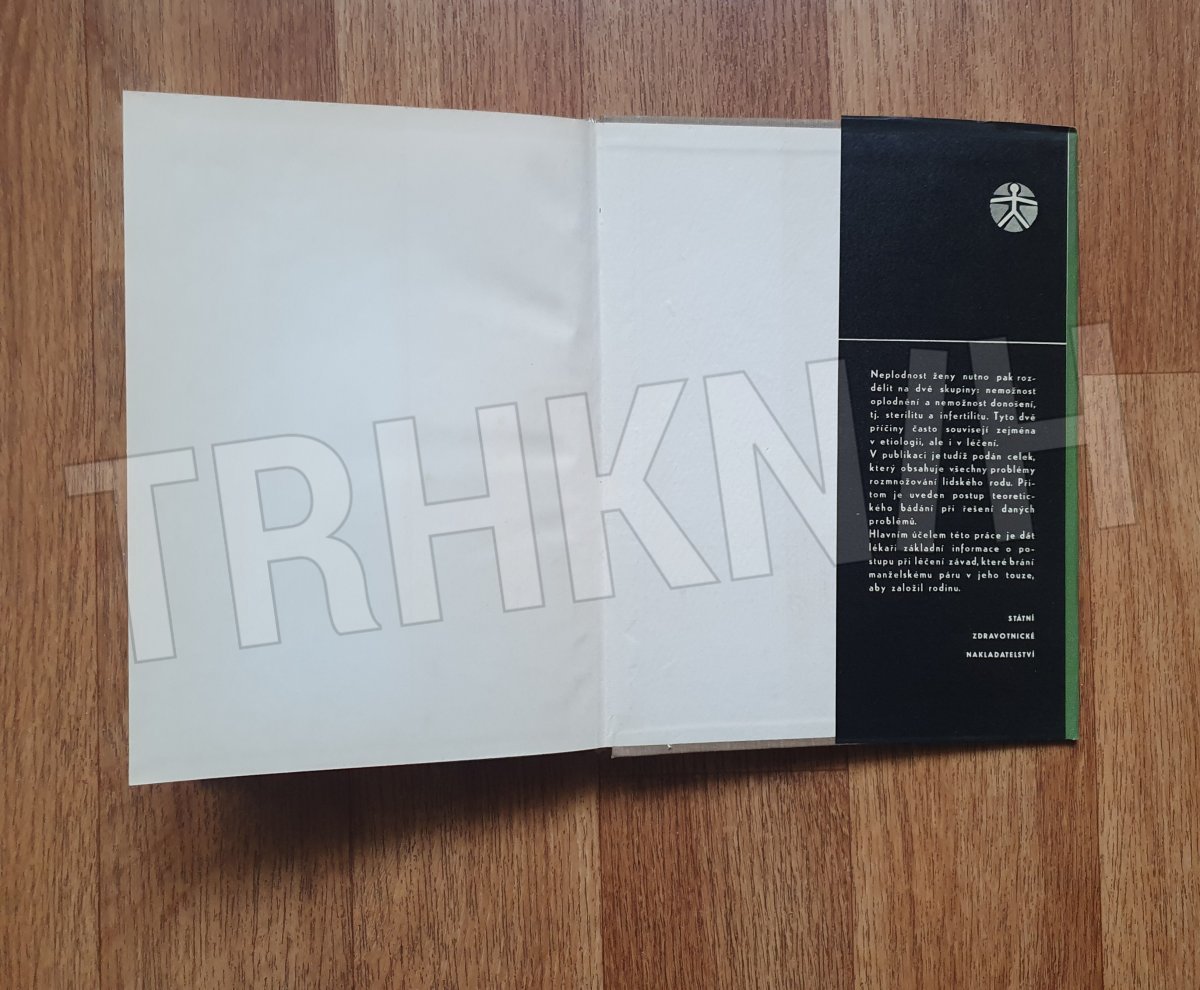 TRHKNIH
Neplodnost ženy nutno pak roz-
dělit na dvě skupiny: nemožnost
oplodnění a nemožnost donošení,
tj. sterilitu a infertilitu. Tyto dvě
příčiny často souvisejí zejména
v etiologii, ale i v léčení.
V publikaci je tudíž podán celek,
který obsahuje všechny problémy
rozmnožování lidského rodu. Při-
tom je uveden postup teoretic-
kého bádání při řešení daných
problémů.
Hlavním účelem této práce je dát
lékaři základní informace o po-
stupu při léčení závad, které brání
manželskému páru v jeho touze,
aby založil rodinu.
STÁTNÍ
ZDRAVOTNICKÉ
NAKLADATELSTVÍ